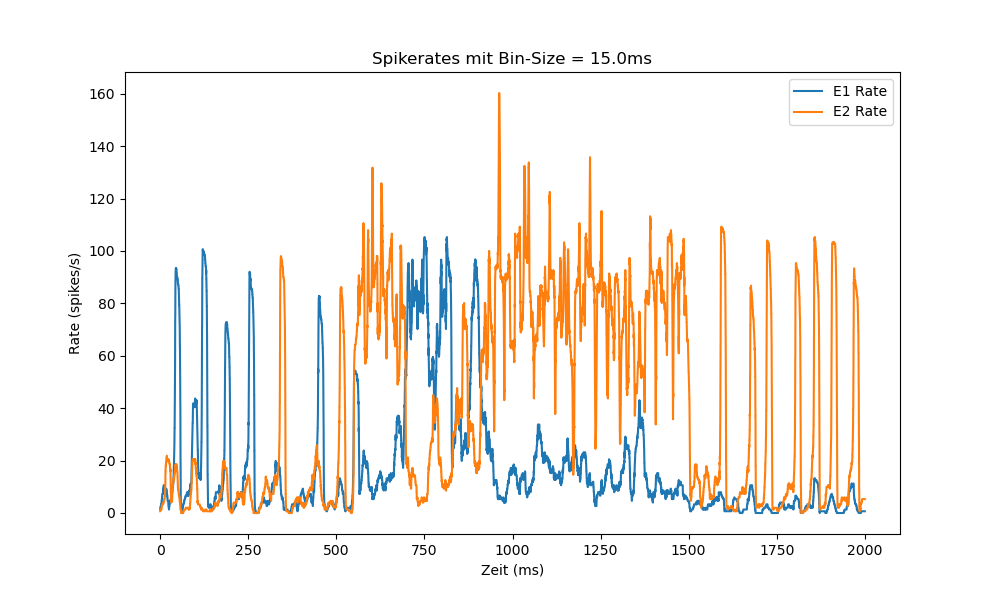 Spikerates mit Bin-Size = 15.0ms
E1 Rate
E2 Rate
Rate (spikes/s)
160
140
120
100
80
60
40
20
0
0 250 500 750 1000 1250 1500 1750 2000
Zeit (ms)